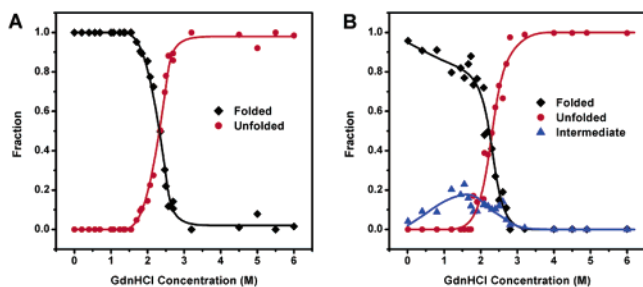 A
1.0
0.8
0.6
0.4
0.2
0.0
Fraction
Folded
Unfolded
0 1 2 3 4 5 6
GdnHCl Concentration (M)
B
1.0
0.8
0.6
0.4
0.2
0.0
Fraction
Folded
Unfolded
Intermediate
0 1 2 3 4 5 6
GdnHCl Concentration (M)